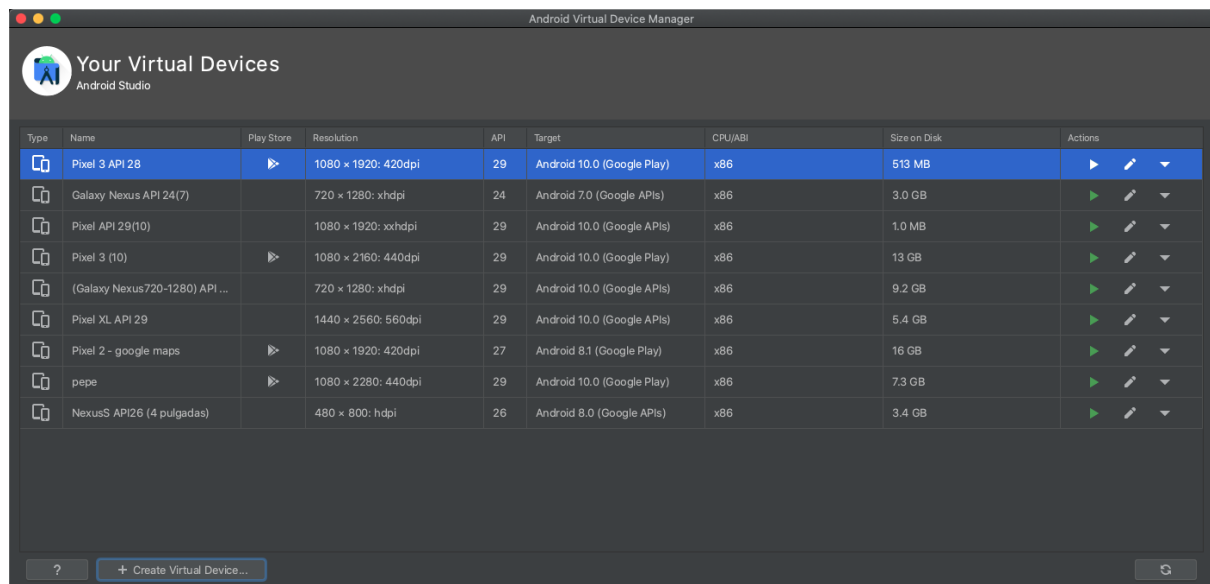 Android Virtual Device Manager
Your Virtual Devices
Android Studio
Type Name Play Store Resolution API Target CPU/ABI Size on Disk Actions
Pixel 3 API 28 1080 × 1920: 420dpi 29 Android 10.0 (Google Play) x86 513 MB
Galaxy Nexus API 24(7) 720 × 1280: xhdpi 24 Android 7.0 (Google APIs) x86 3.0 GB
Pixel API 29(10) 1080 × 1920: xxhdpi 29 Android 10.0 (Google APIs) x86 1.0 MB
Pixel 3 (10) 1080 × 2160: 440dpi 29 Android 10.0 (Google Play) x86 13 GB
(Galaxy Nexus720-1280) API ... 720 × 1280: xhdpi 29 Android 10.0 (Google APIs) x86 9.2 GB
Pixel XL API 29 1440 × 2560: 560dpi 29 Android 10.0 (Google APIs) x86 5.4 GB
Pixel 2 - google maps 1080 × 1920: 420dpi 27 Android 8.1 (Google Play) x86 16 GB
pepe 1080 × 2280: 440dpi 29 Android 10.0 (Google Play) x86 7.3 GB
NexusS API26 (4 pulgadas) 480 × 800: hdpi 26 Android 8.0 (Google APIs) x86 3.4 GB
? + Create Virtual Device...